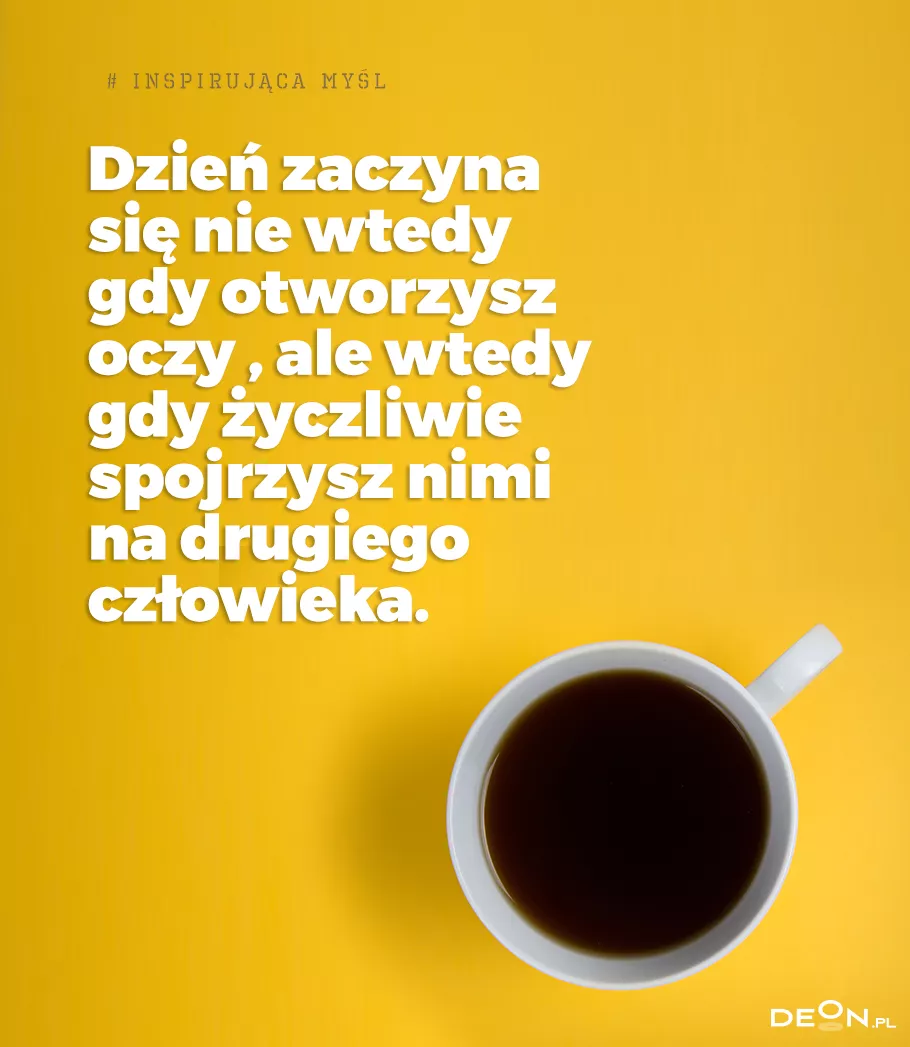 # INSPIRUJĄCA MYŚL
Dzień zaczyna
się nie wtedy
gdy otworzysz
oczy , ale wtedy
gdy życzliwie
spojrzysz nimi
na drugiego
człowieka.
DEON.PL